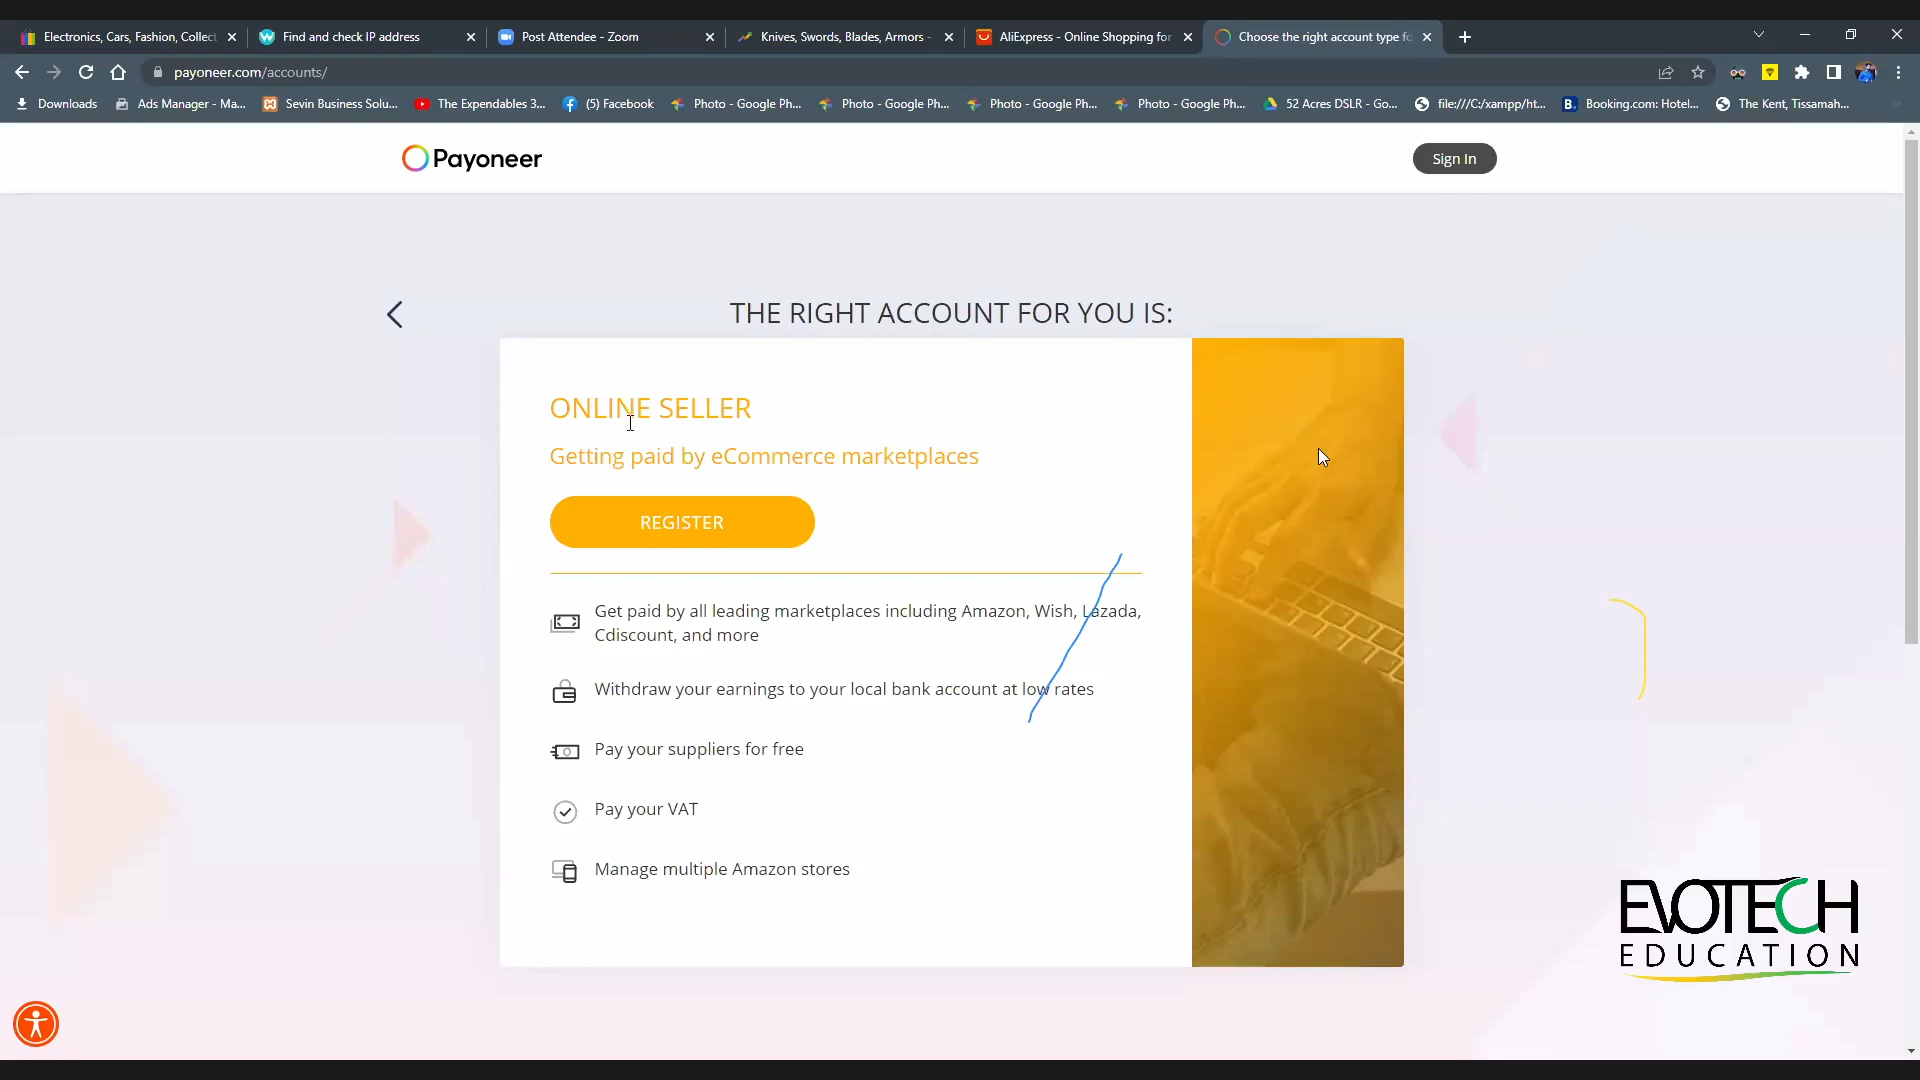 Electronics, Cars, Fashion, Collect
Find and check IP address
Post Attendee - Zoom
Knives, Swords, Blades, Armors -
AliExpress - Online Shopping for
Choose the right account type fo
payoneer.com/accounts/
Downloads
Ads Manager - Ma...
Sevin Business Solu...
The Expendables 3...
(5) Facebook
Photo - Google Ph...
Photo - Google Ph...
Photo - Google Ph...
Photo - Google Ph...
52 Acres DSLR - Go...
file:///C:/xampp/ht...
B.
Booking.com: Hotel...
The Kent, Tissamah...
Payoneer
Sign In
THE RIGHT ACCOUNT FOR YOU IS:
ONLINE SELLER
Getting paid by eCommerce marketplaces
REGISTER
Get paid by all leading marketplaces including Amazon, Wish, Lazada,
Cdiscount, and more
Withdraw your earnings to your local bank account at low rates
Pay your suppliers for free
Pay your VAT
Manage multiple Amazon stores
EVOTECH
EDUCATION